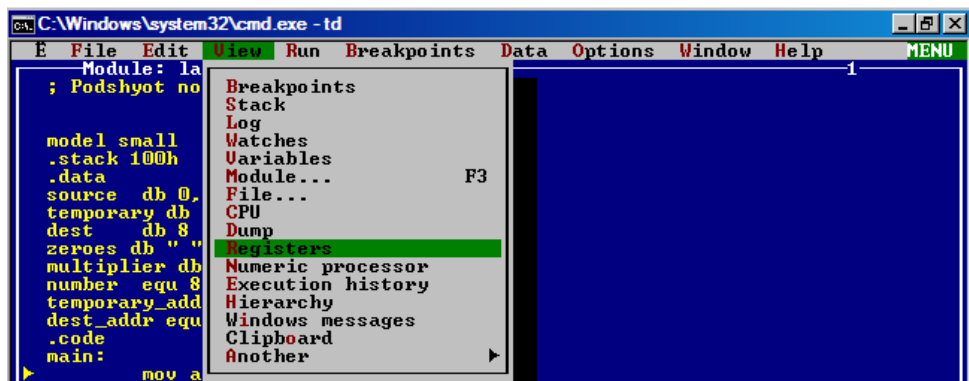 C:\Windows\system32\cmd.exe - td
File Edit View Run Breakpoints Data Options Window Help MENU
Module: la 1
; Podshyot no
Breakpoints
Stack
Log
Watches
Variables
Module... F3
File...
CPU
Dump
Registers
Numeric processor
Execution history
Hierarchy
Windows messages
Clipboard
Another
model small
.stack 100h
.data
source db 0,
temporary db
dest db 8
zeroes db " "
multiplier db
number equ 8
temporary_add
dest_addr equ
.code
main:
mov a